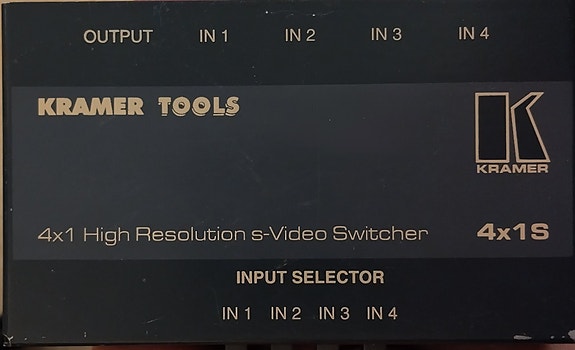 OUTPUT IN 1 IN 2 IN 3 IN 4
KRAMER TOOLS
KRAMER
4x1 High Resolution s-Video Switcher 4x1S
INPUT SELECTOR
IN 1 IN 2 IN 3 IN 4